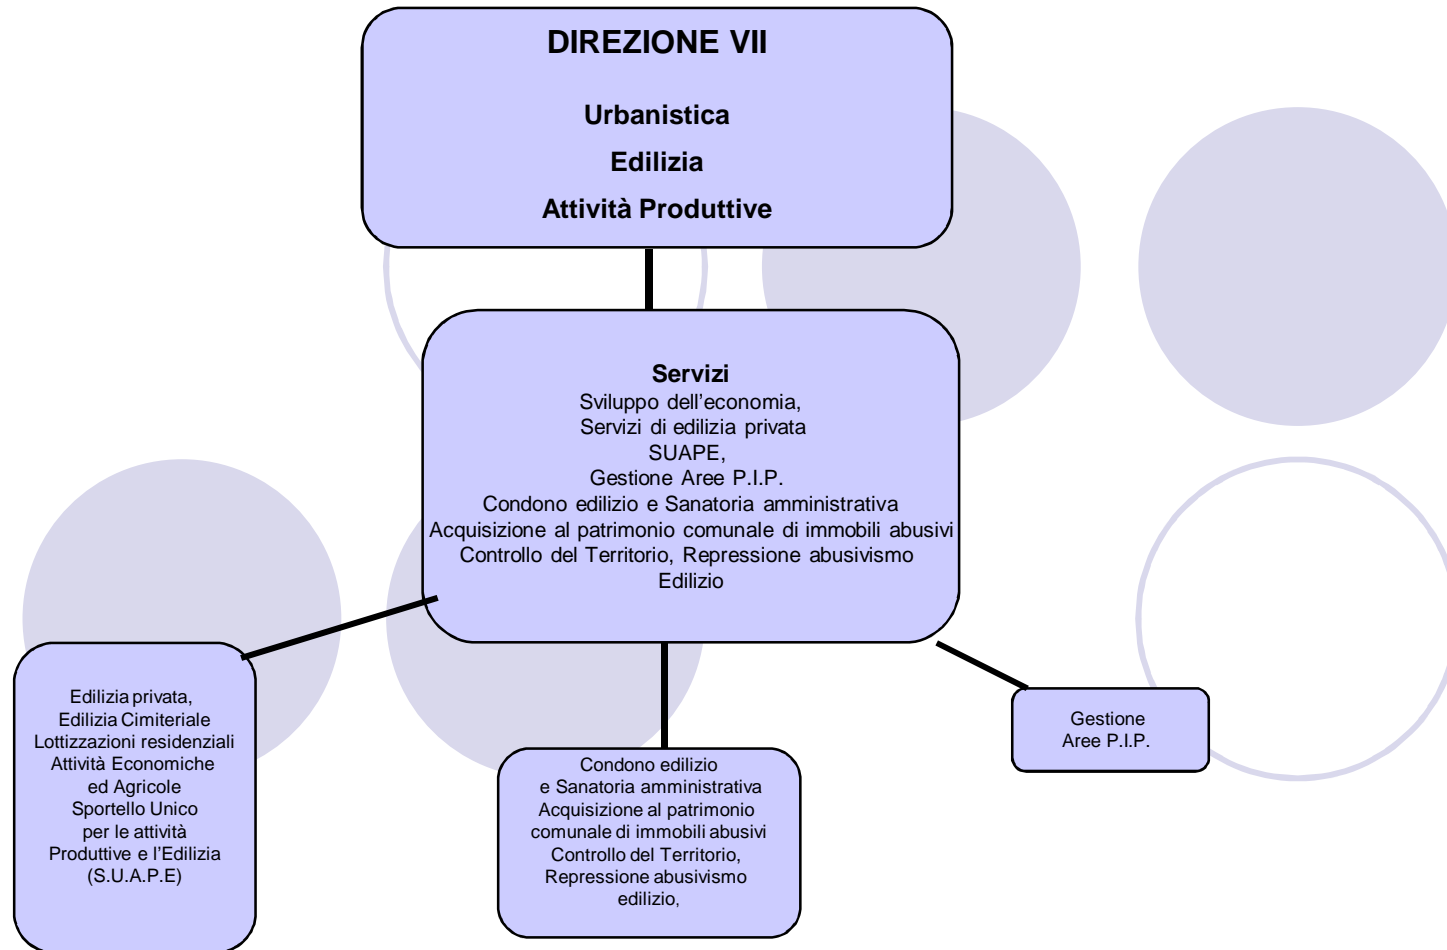 DIREZIONE VII
Urbanistica
Edilizia
Attività Produttive
Servizi
Sviluppo dell’economia,
Servizi di edilizia privata
SUAPE,
Gestione Aree P.I.P.
Condono edilizio e Sanatoria amministrativa
Acquisizione al patrimonio comunale di immobili abusivi
Controllo del Territorio, Repressione abusivismo
Edilizio
Edilizia privata,
Edilizia Cimiteriale
Lottizzazioni residenziali
Attività Economiche
ed Agricole
Sportello Unico
per le attività
Produttive e l’Edilizia
(S.U.A.P.E)
Condono edilizio
e Sanatoria amministrativa
Acquisizione al patrimonio
comunale di immobili abusivi
Controllo del Territorio,
Repressione abusivismo
edilizio,
Gestione
Aree P.I.P.